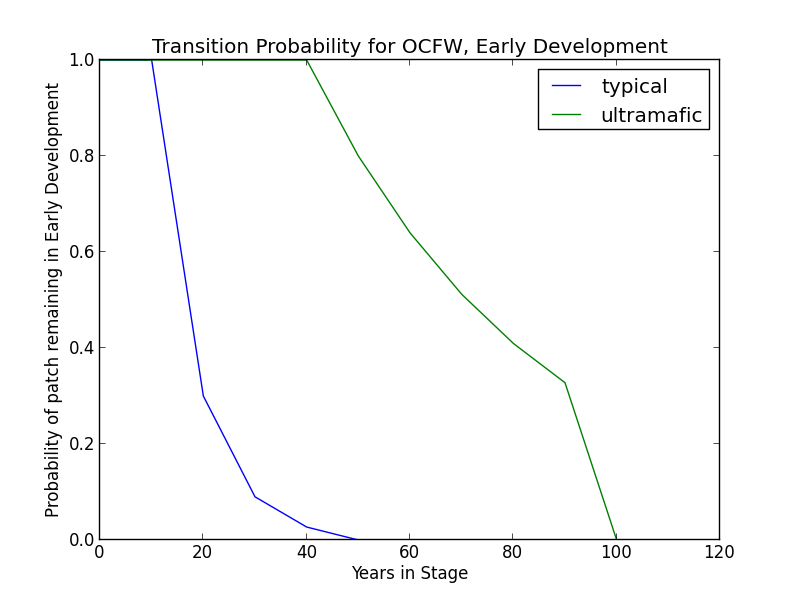 Transition Probability for OCFW, Early Development
typical
ultramafic
Probability of patch remaining in Early Development
1.0
0.8
0.6
0.4
0.2
0.0
0 20 40 60 80 100 120
Years in Stage